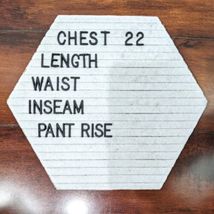 CHEST 22
LENGTH
WAIST
INSEAM
PANT RISE